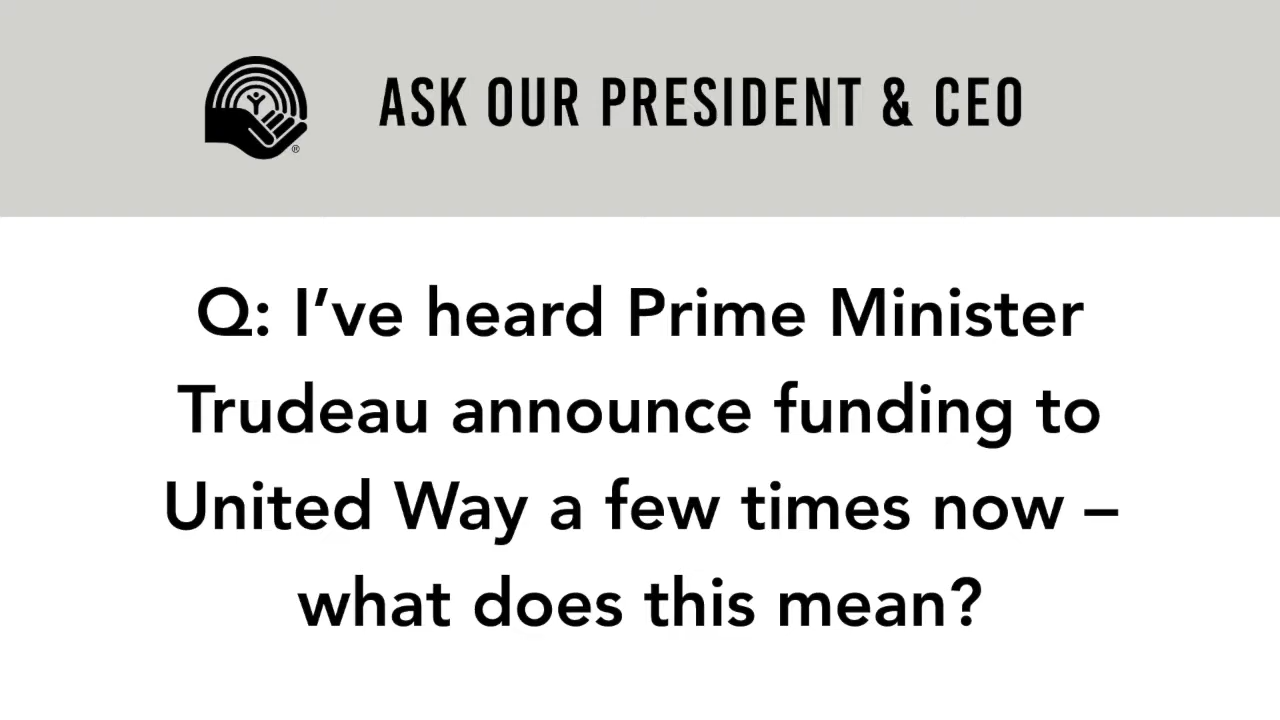 ASK OUR PRESIDENT & CEO
®
Q: I’ve heard Prime Minister
Trudeau announce funding to
United Way a few times now –
what does this mean?